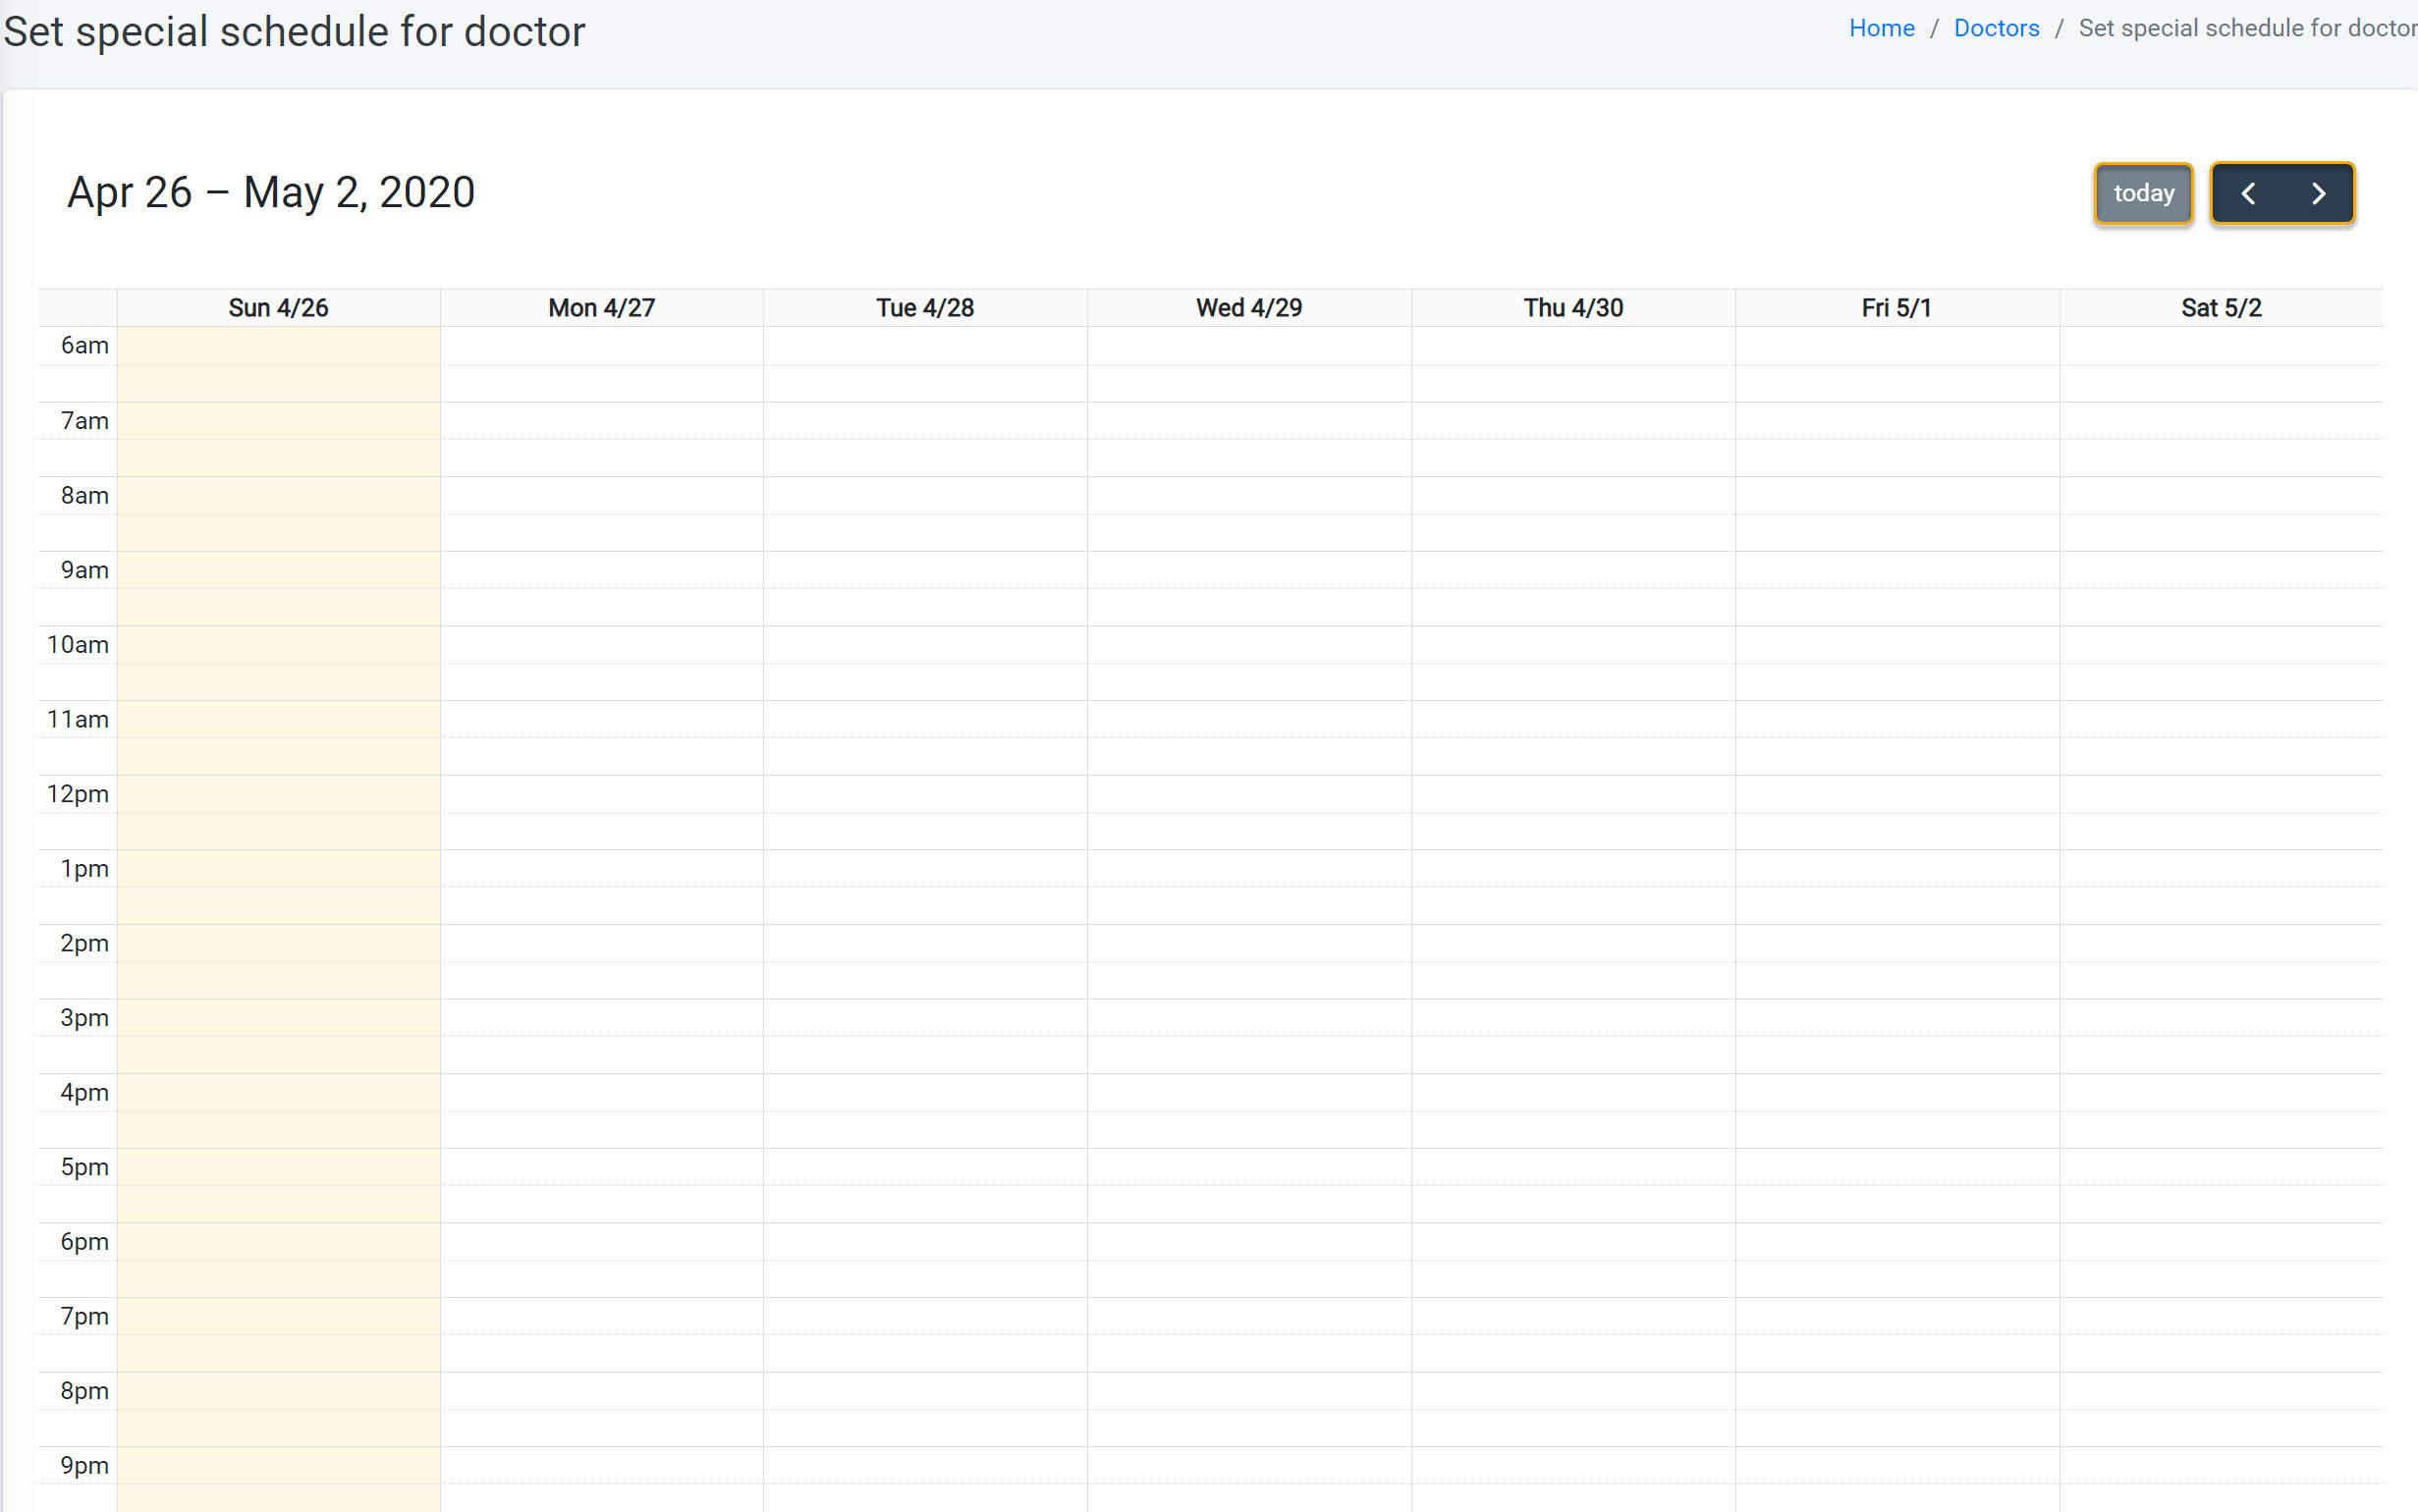 Set special schedule for doctor
Home / Doctors / Set special schedule for doctor
Apr 26 – May 2, 2020
today
Sun 4/26 Mon 4/27 Tue 4/28 Wed 4/29 Thu 4/30 Fri 5/1 Sat 5/2
6am
7am
8am
9am
10am
11am
12pm
1pm
2pm
3pm
4pm
5pm
6pm
7pm
8pm
9pm